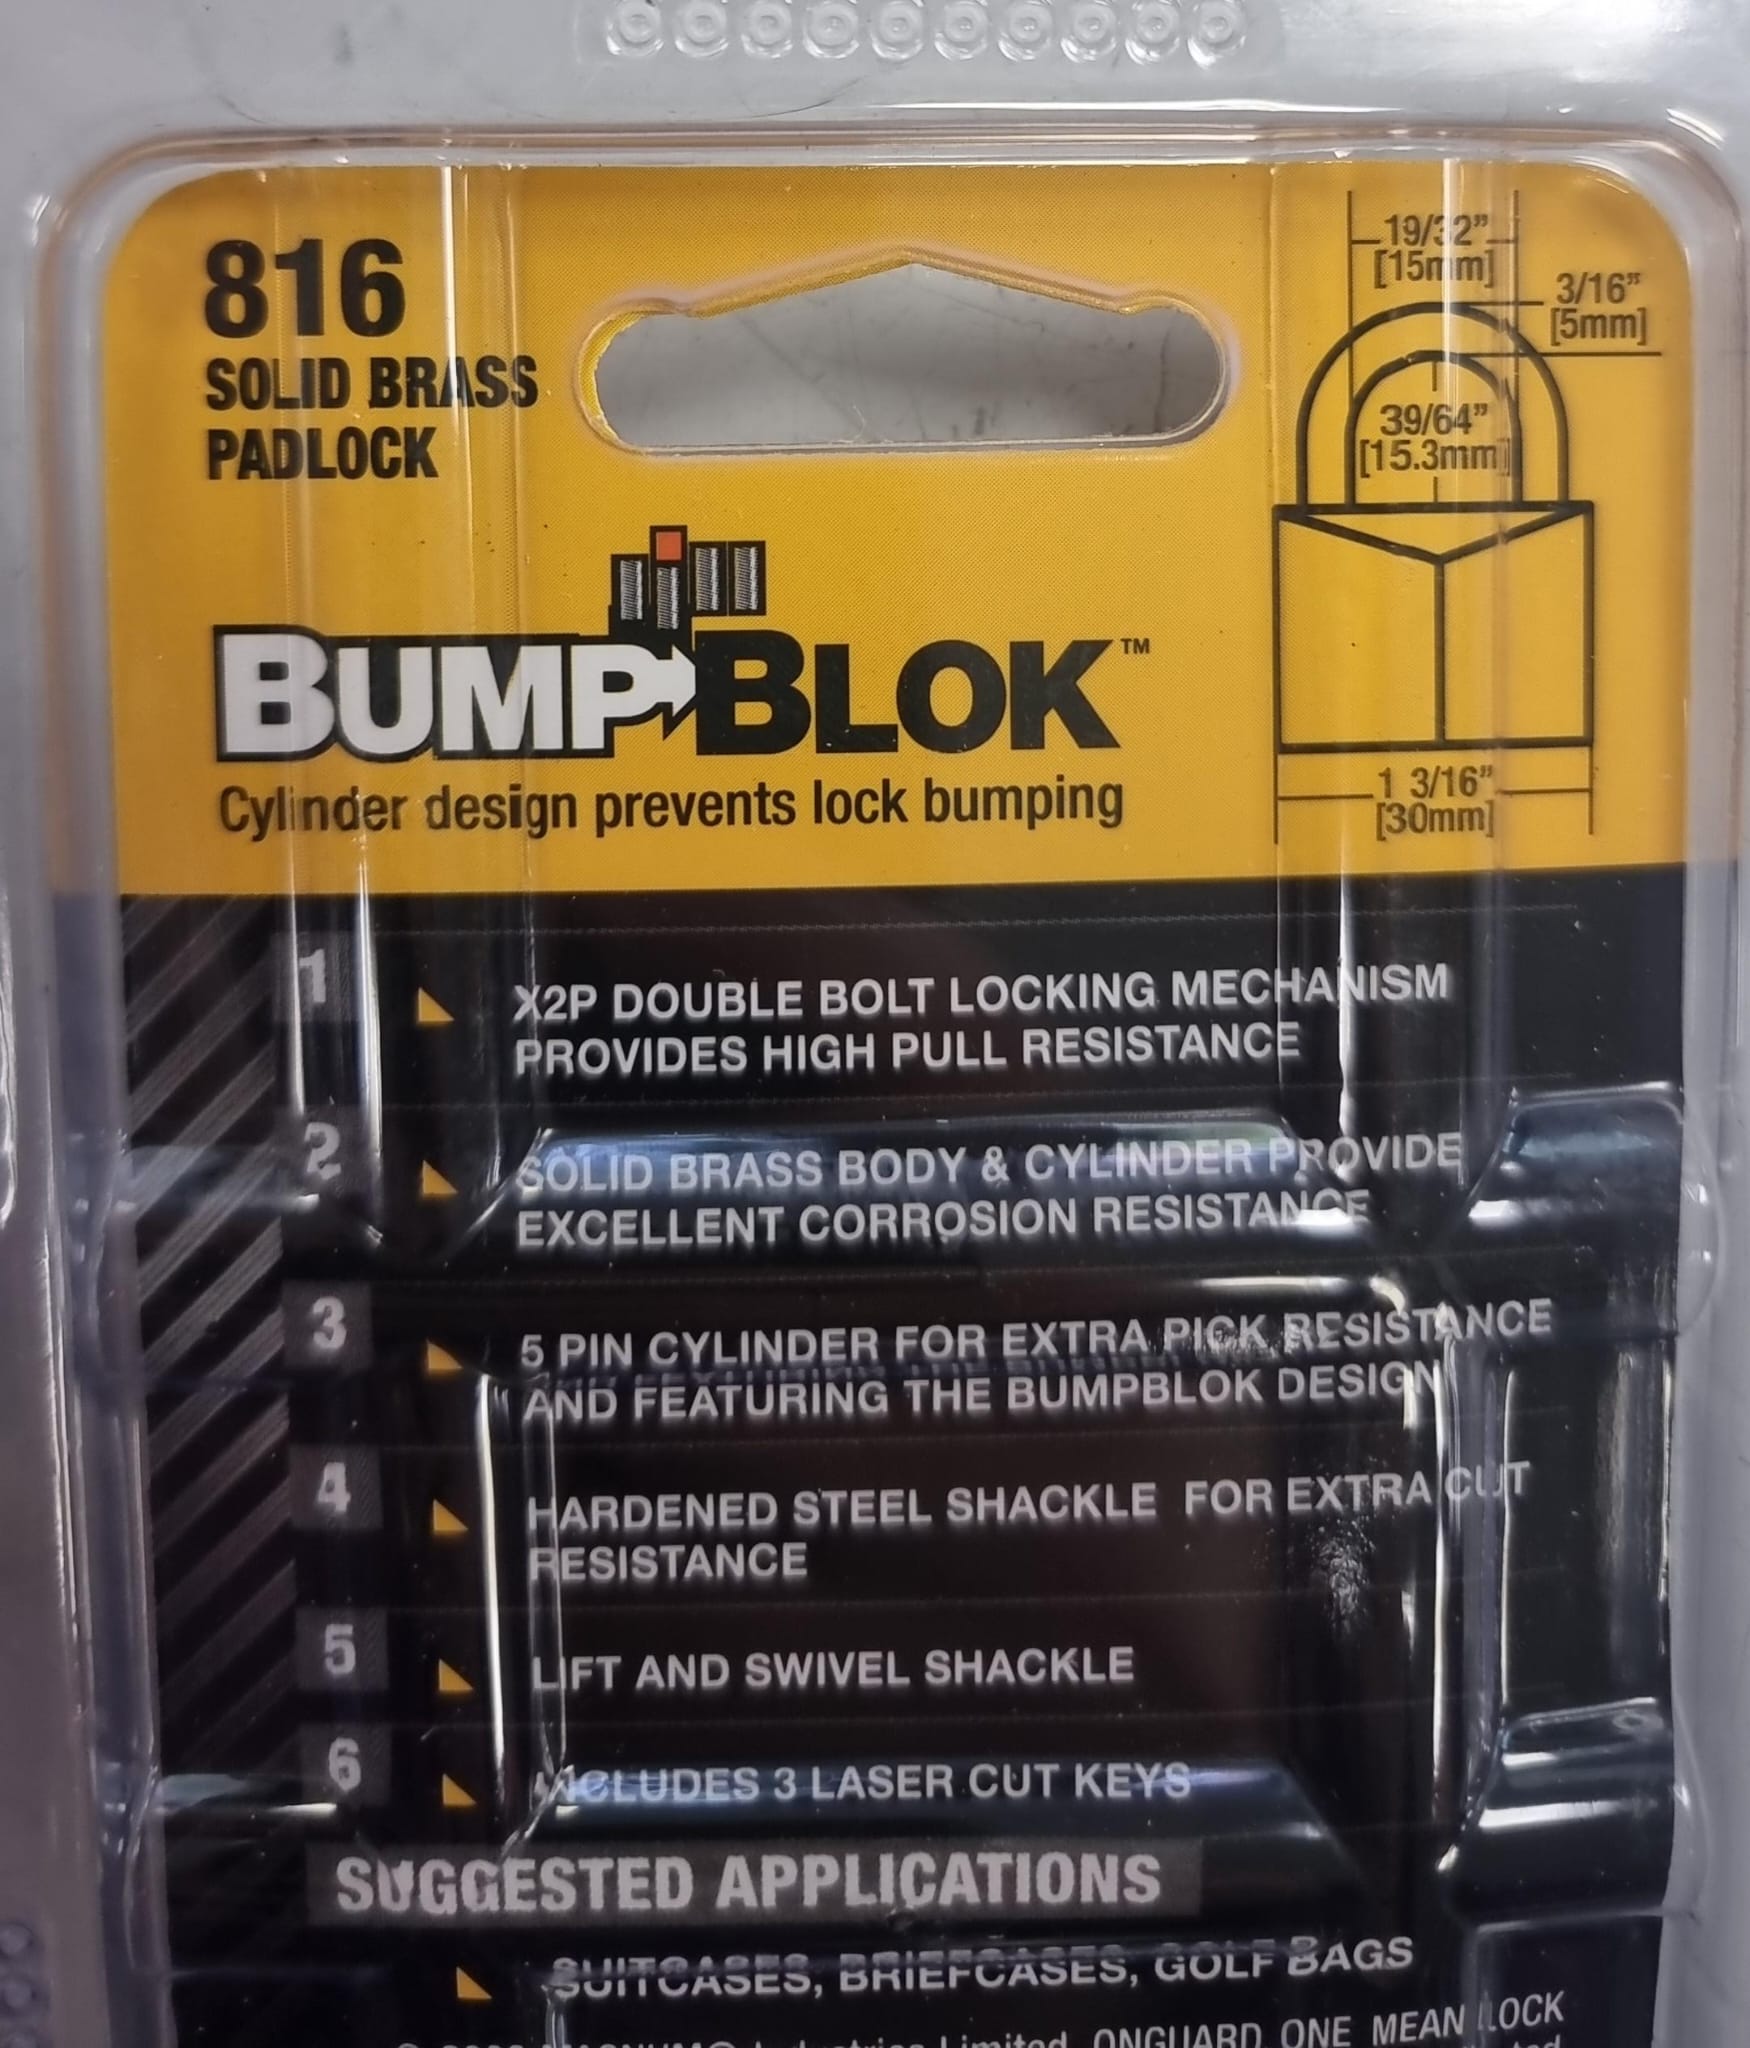 816
SOLID BRASS
PADLOCK
19/32"
[15mm]
3/16"
[5mm]
39/64"
[15.3mm]
1 3/16"
[30mm]
BUMP BLOK™
Cylinder design prevents lock bumping
1 X2P DOUBLE BOLT LOCKING MECHANISM
PROVIDES HIGH PULL RESISTANCE
2 SOLID BRASS BODY & CYLINDER PROVIDE
EXCELLENT CORROSION RESISTANCE
3 5 PIN CYLINDER FOR EXTRA PICK RESISTANCE
AND FEATURING THE BUMPBLOK DESIGN
4 HARDENED STEEL SHACKLE FOR EXTRA CUT
RESISTANCE
5 LIFT AND SWIVEL SHACKLE
6 INCLUDES 3 LASER CUT KEYS
SUGGESTED APPLICATIONS
SUITCASES, BRIEFCASES, GOLF BAGS
Industries Limited. ONGUARD, ONE MEAN LOCK